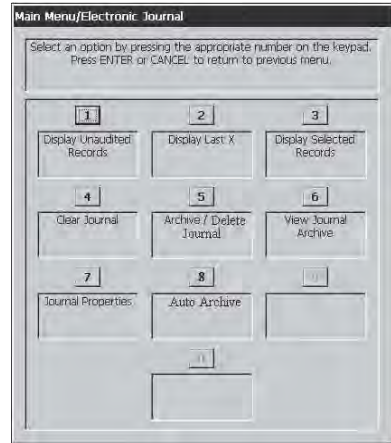 Main Menu/Electronic Journal
Select an option by pressing the appropriate number on the keypad.
Press ENTER or CANCEL to return to previous menu.
1 2 3
Display Unaudited Records
Display Last X
Display Selected Records
4 5 6
Clear Journal
Archive / Delete Journal
View Journal Archive
7 8
Journal Properties
Auto Archive